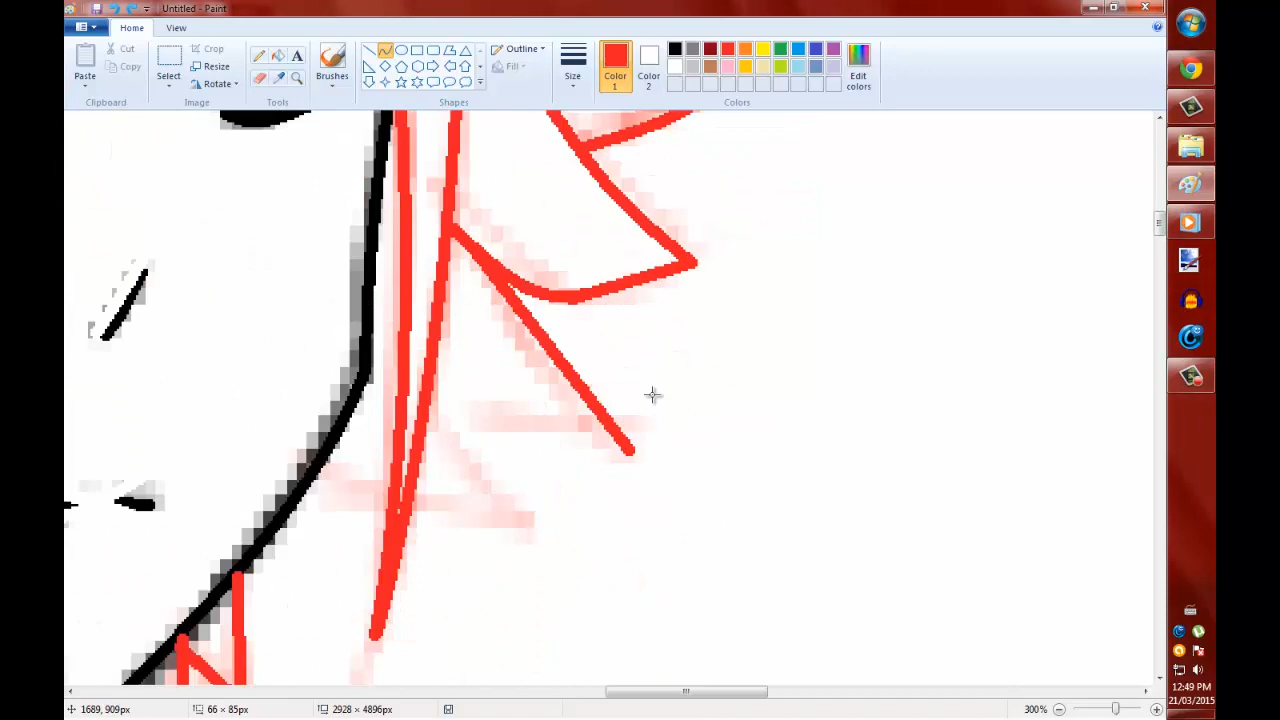 Untitled - Paint
Home View
Paste
Cut
Copy
Clipboard
Select
Crop
Resize
Rotate
Image
A
Tools
Brushes
Shapes
Outline
Fill
Size
Color 1
Color 2
Edit colors
Colors
1689, 909px
66 × 85px
2928 × 4896px
300%
12:49 PM
21/03/2015